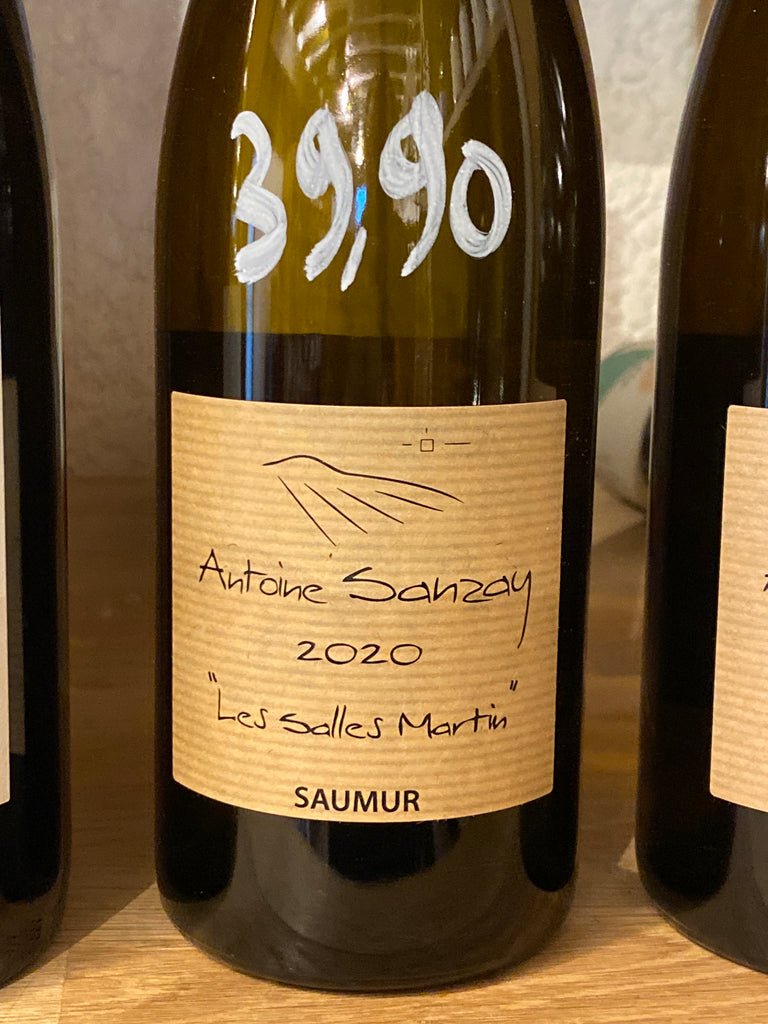 39,90
Antoine Sanzay
2020
"Les Salles Martin"
SAUMUR